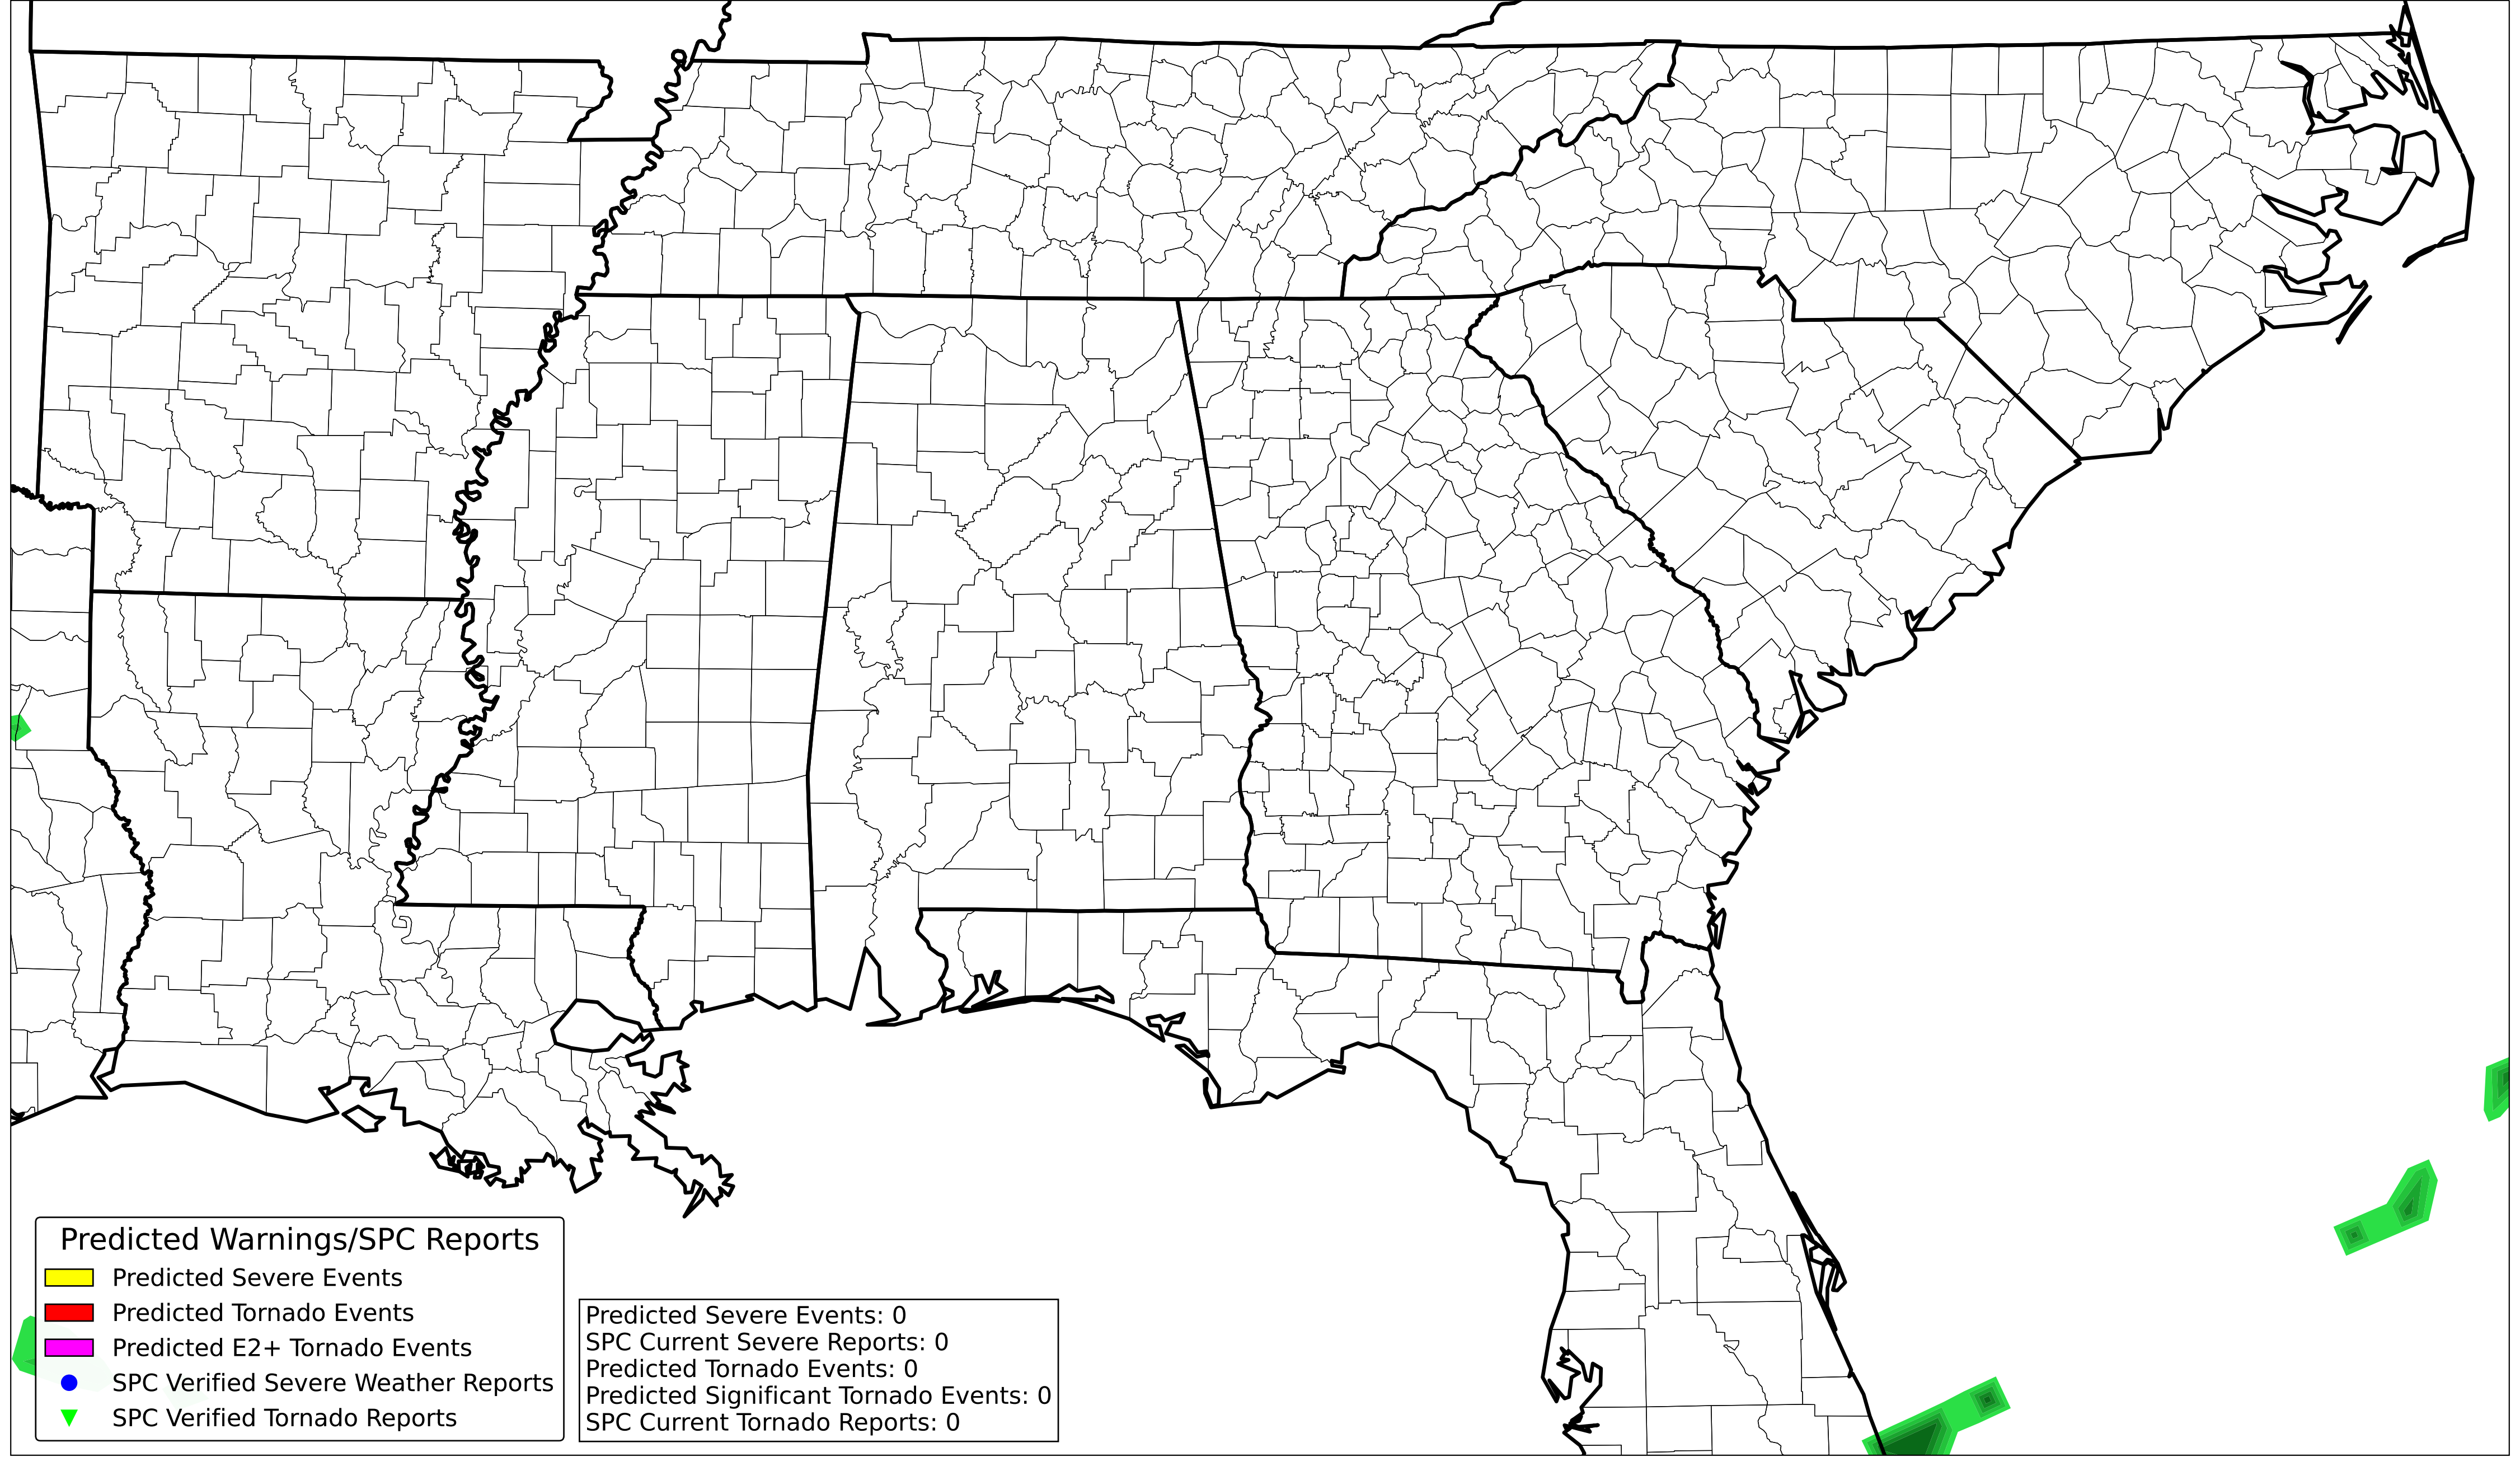 Predicted Warnings/SPC Reports
Predicted Severe Events
Predicted Tornado Events
Predicted E2+ Tornado Events
SPC Verified Severe Weather Reports
SPC Verified Tornado Reports
Predicted Severe Events: 0
SPC Current Severe Reports: 0
Predicted Tornado Events: 0
Predicted Significant Tornado Events: 0
SPC Current Tornado Reports: 0